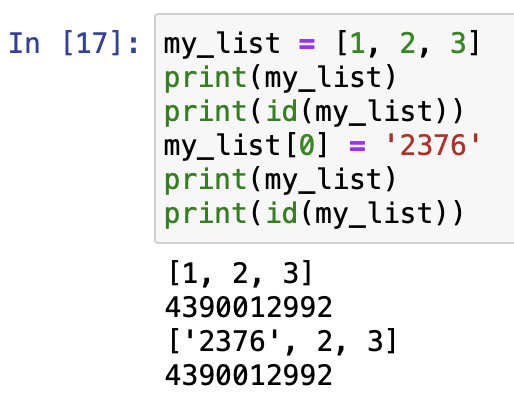 In [17]: my_list = [1, 2, 3]
print(my_list)
print(id(my_list))
my_list[0] = '2376'
print(my_list)
print(id(my_list))
[1, 2, 3]
4390012992
['2376', 2, 3]
4390012992